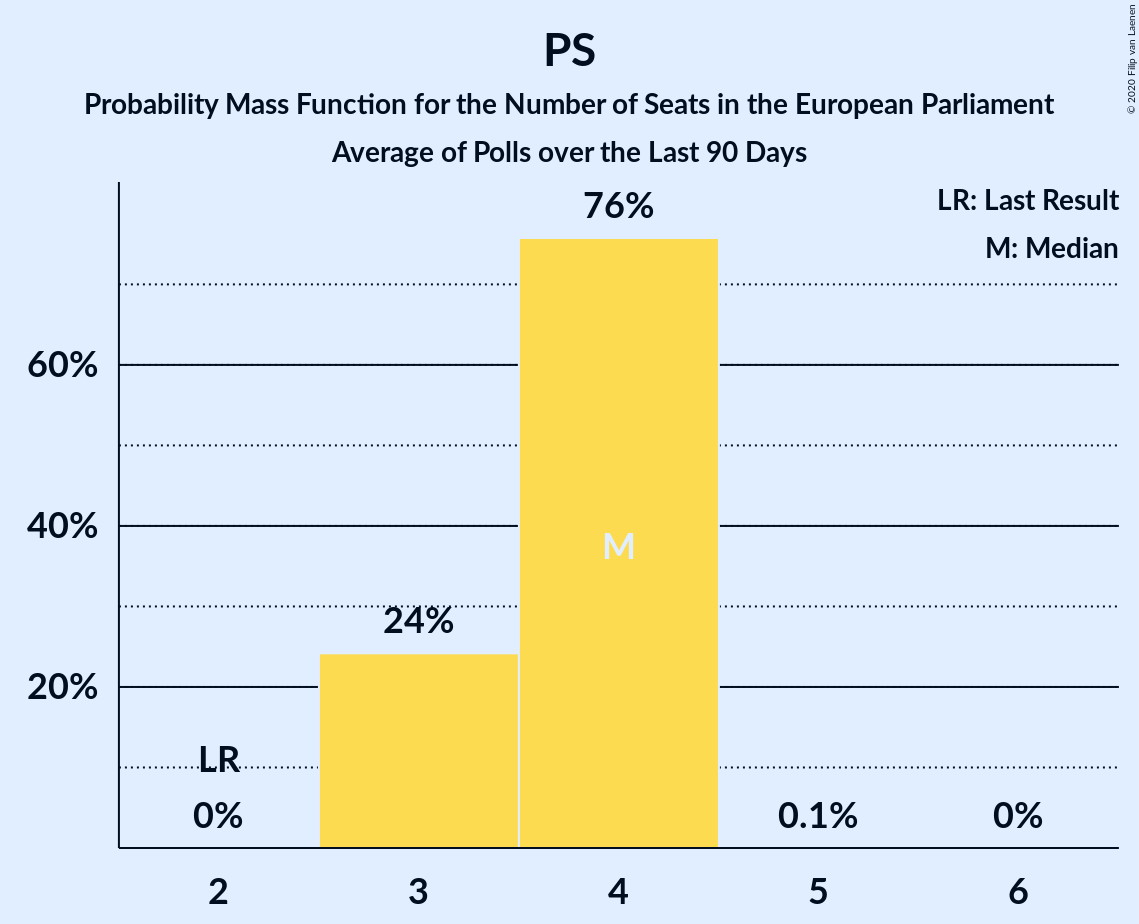 PS
Probability Mass Function for the Number of Seats in the European Parliament
Average of Polls over the Last 90 Days
© 2020 Filip van Laenen
LR: Last Result
M: Median
76%
60%
40%
M
24%
20%
LR
0%
0.1%
0%
2 3 4 5 6